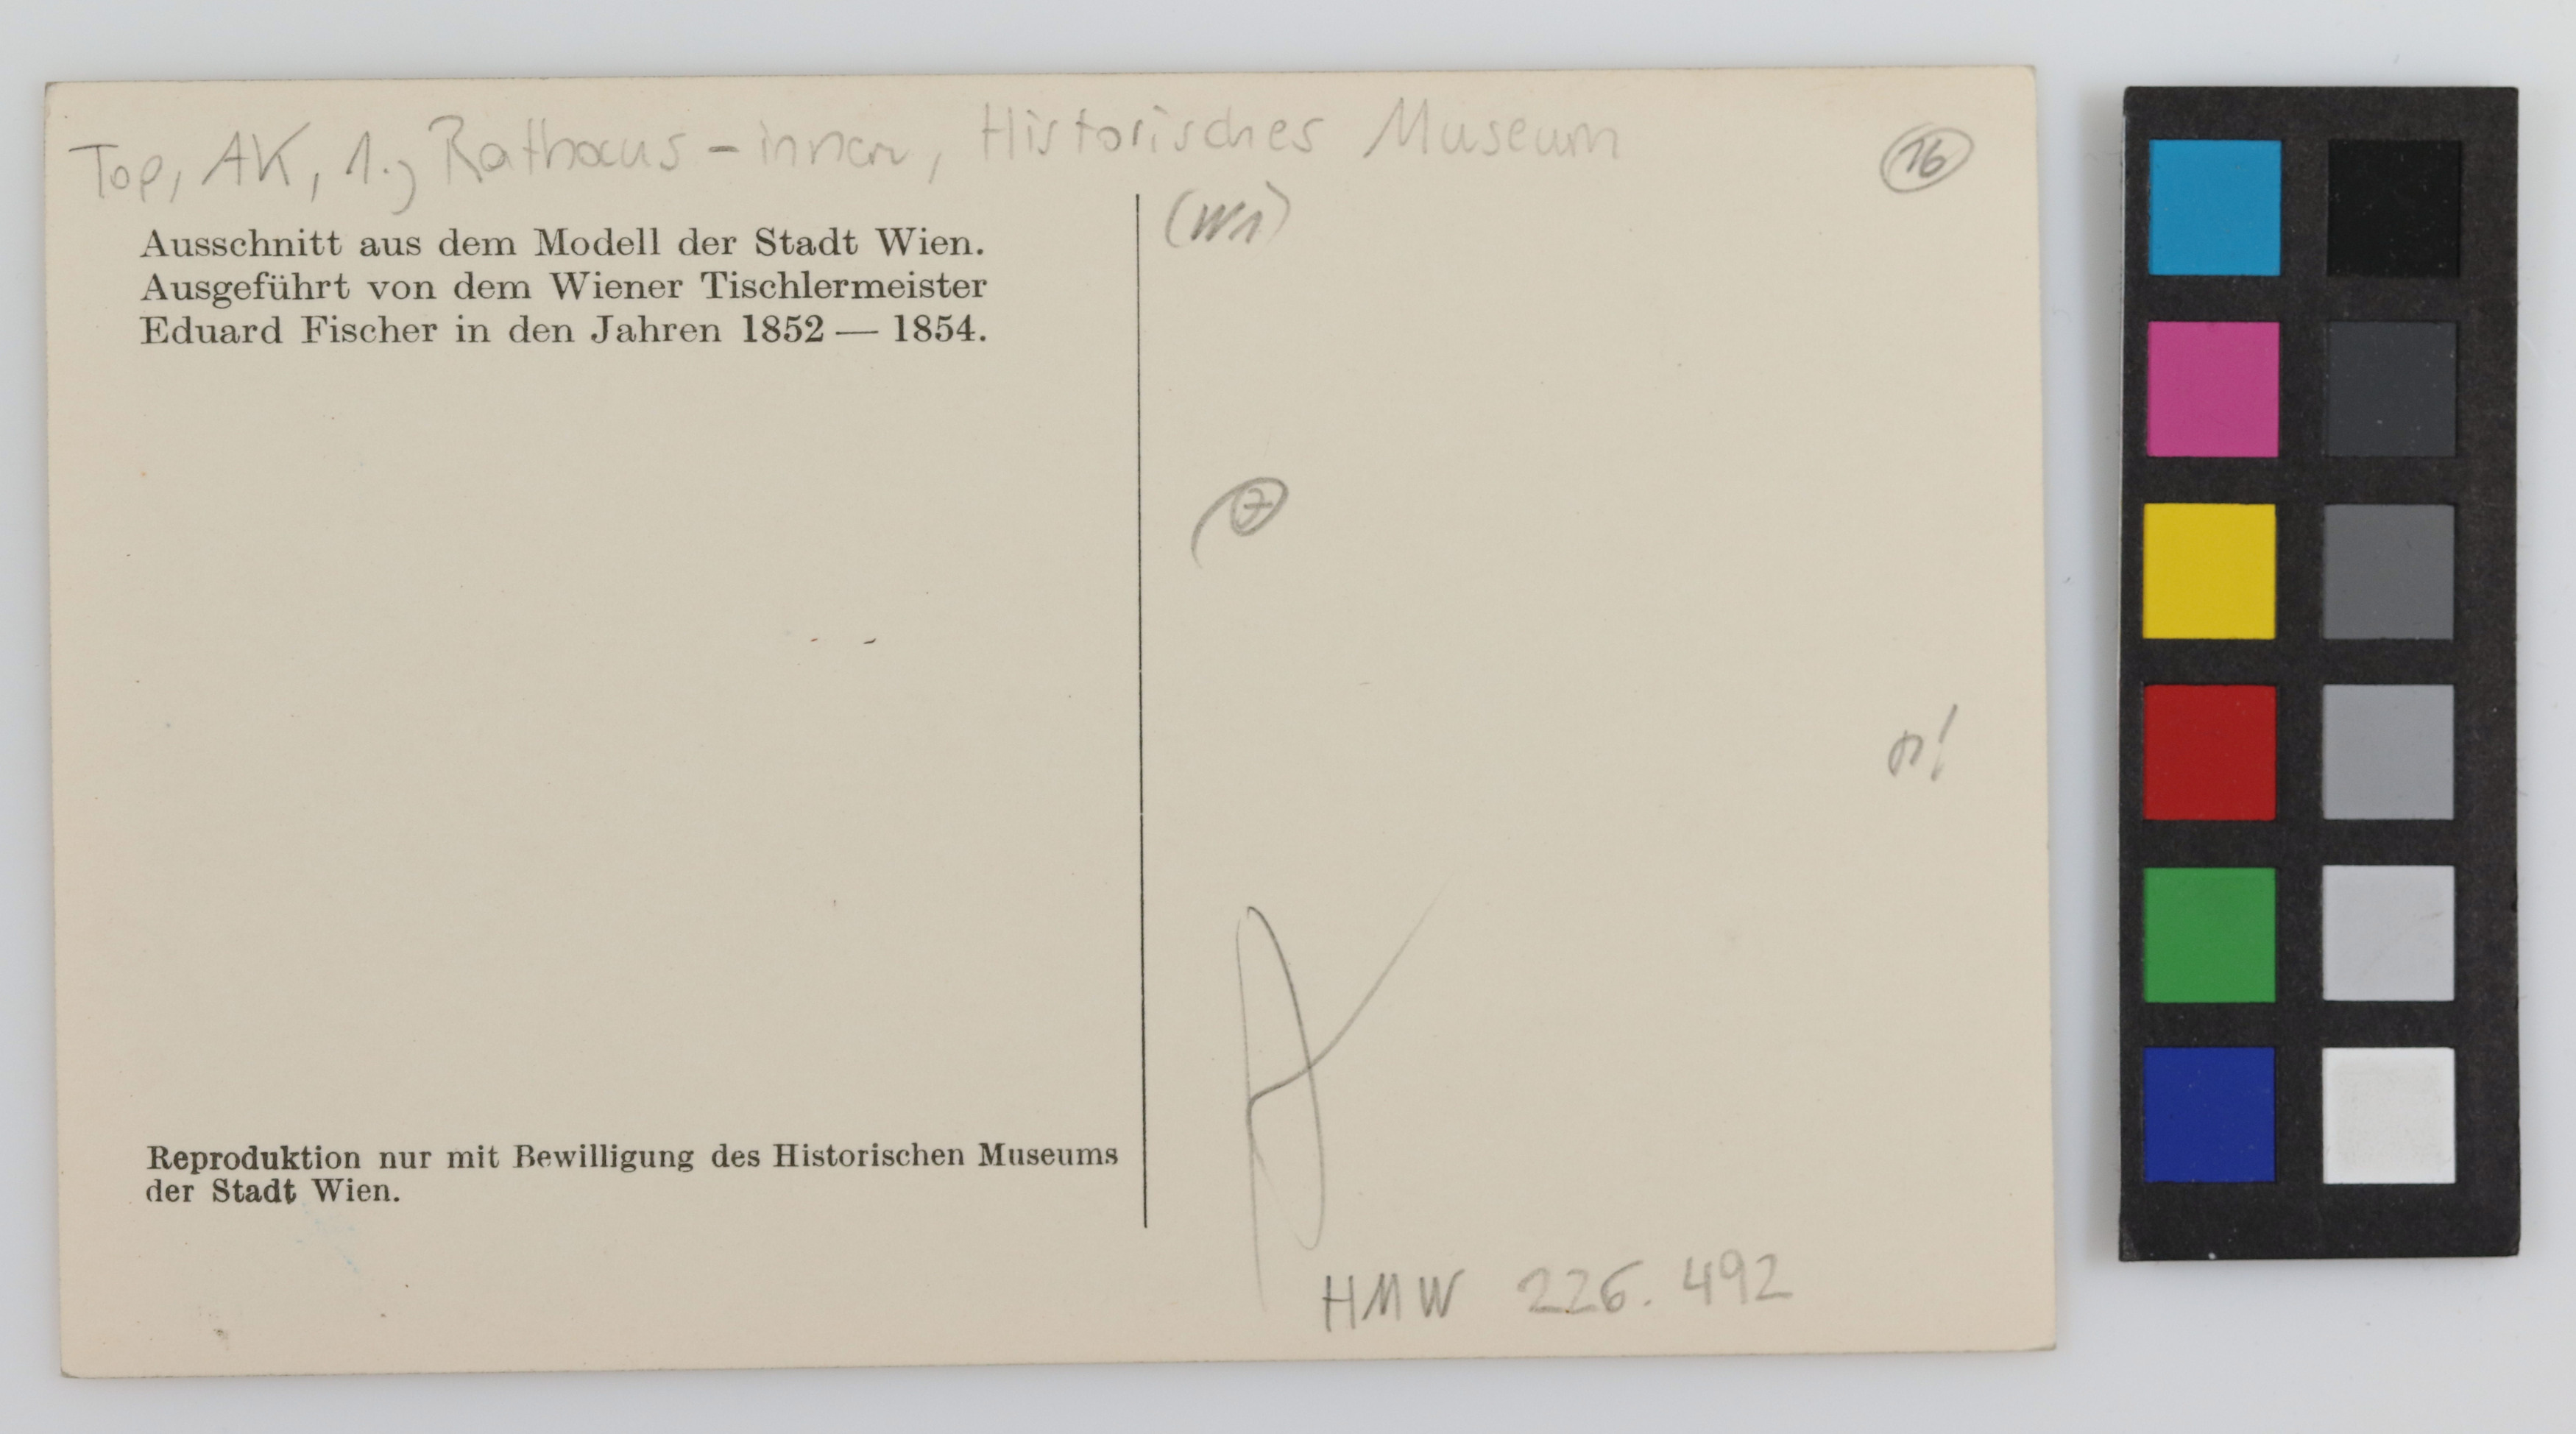 Top, AK, 1., Rathaus - innen, Historisches Museum
16
(W1)
Ausschnitt aus dem Modell der Stadt Wien.
Ausgeführt von dem Wiener Tischlermeister
Eduard Fischer in den Jahren 1852 — 1854.
7
Reproduktion nur mit Bewilligung des Historischen Museums
der Stadt Wien.
HMW 226.492